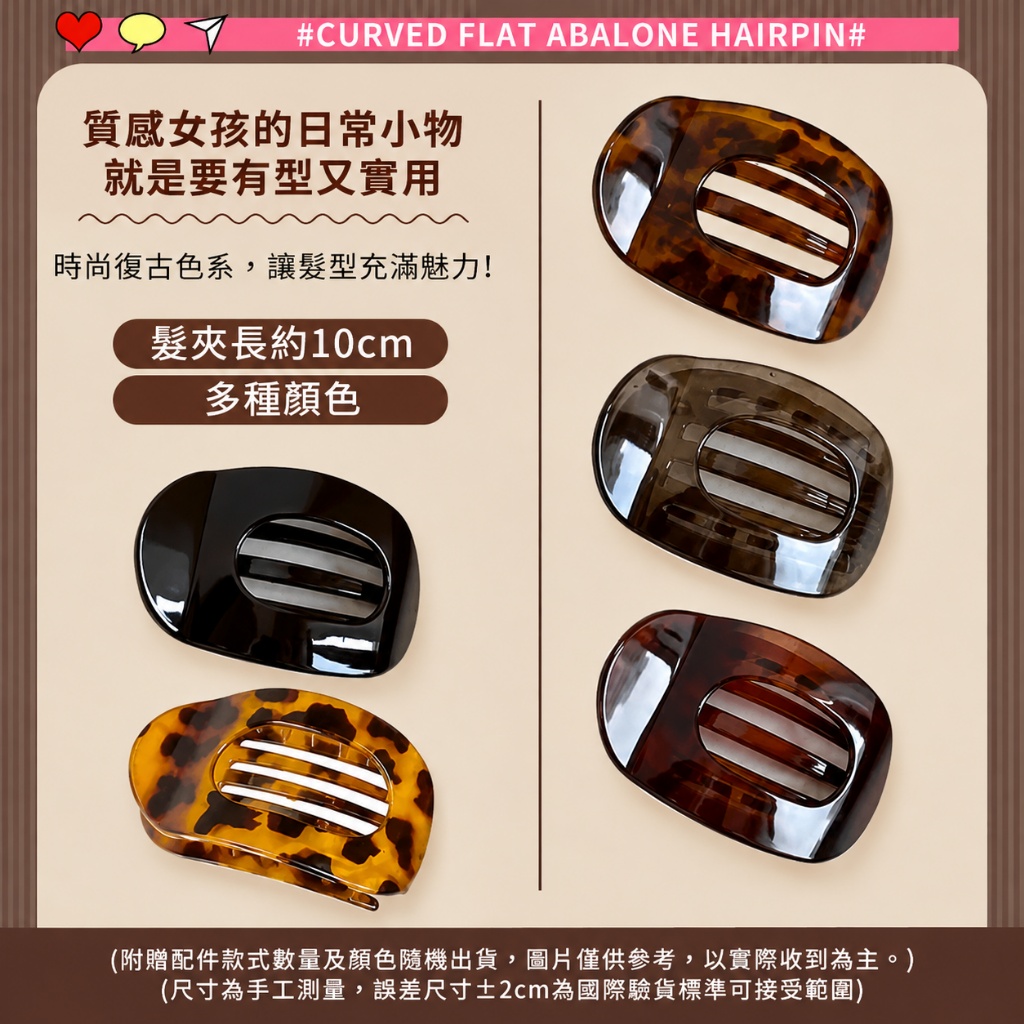 #CURVED FLAT ABALONE HAIRPIN#
質感女孩的日常小物
就是要有型又實用
時尚復古色系，讓髮型充滿魅力!
髮夾長約10cm
多種顏色
(附贈配件款式數量及顏色隨機出貨，圖片僅供參考，以實際收到為主。)
(尺寸為手工測量，誤差尺寸±2cm為國際驗貨標準可接受範圍)